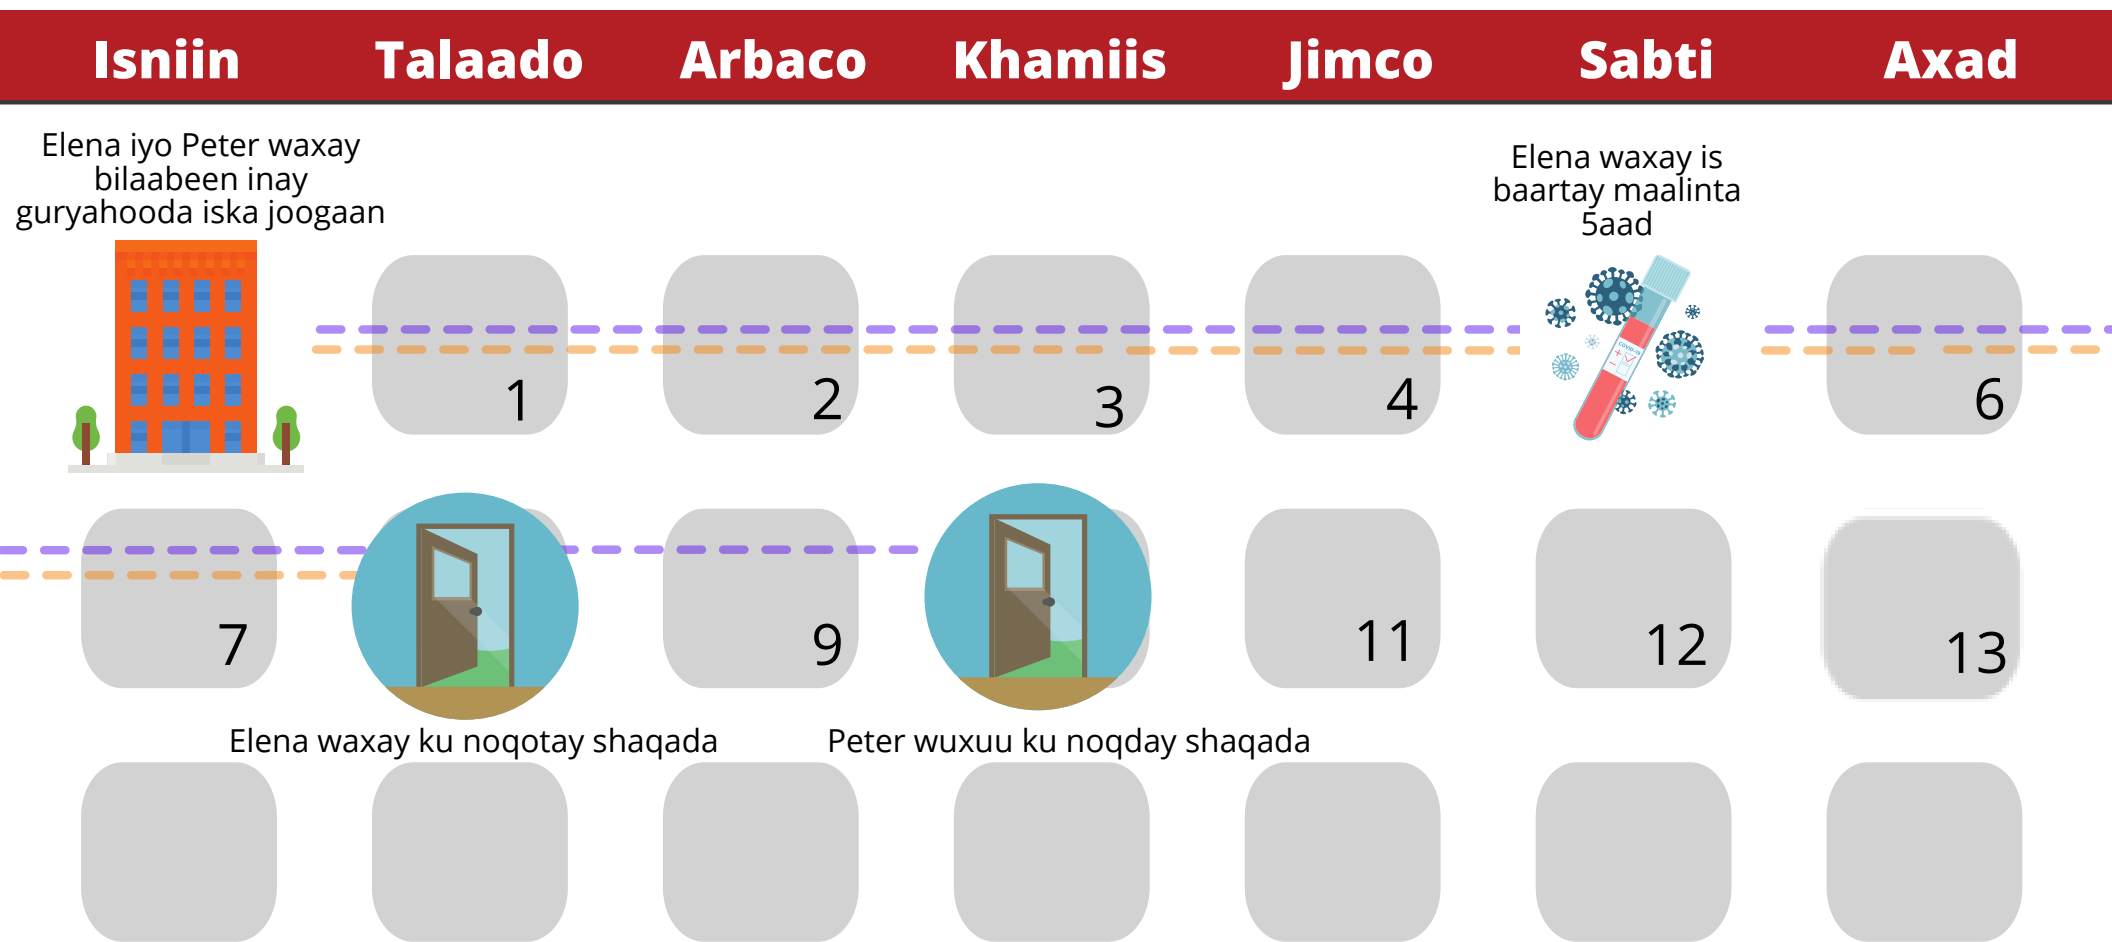 Isniin Talaado Arbaco Khamiis Jimco Sabti Axad
Elena iyo Peter waxay
bilaabeen inay
guryahooda iska joogaan
Elena waxay is
baartay maalinta
5aad
COVID-19
1 2 3 4 6
7 9 11 12 13
Elena waxay ku noqotay shaqada
Peter wuxuu ku noqday shaqada